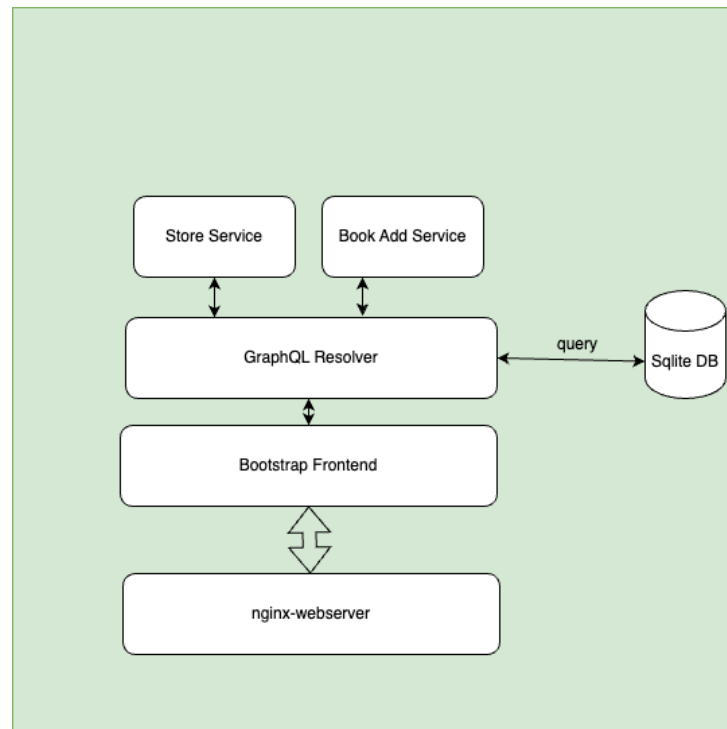 Store Service
Book Add Service
GraphQL Resolver
query
Sqlite DB
Bootstrap Frontend
nginx-webserver